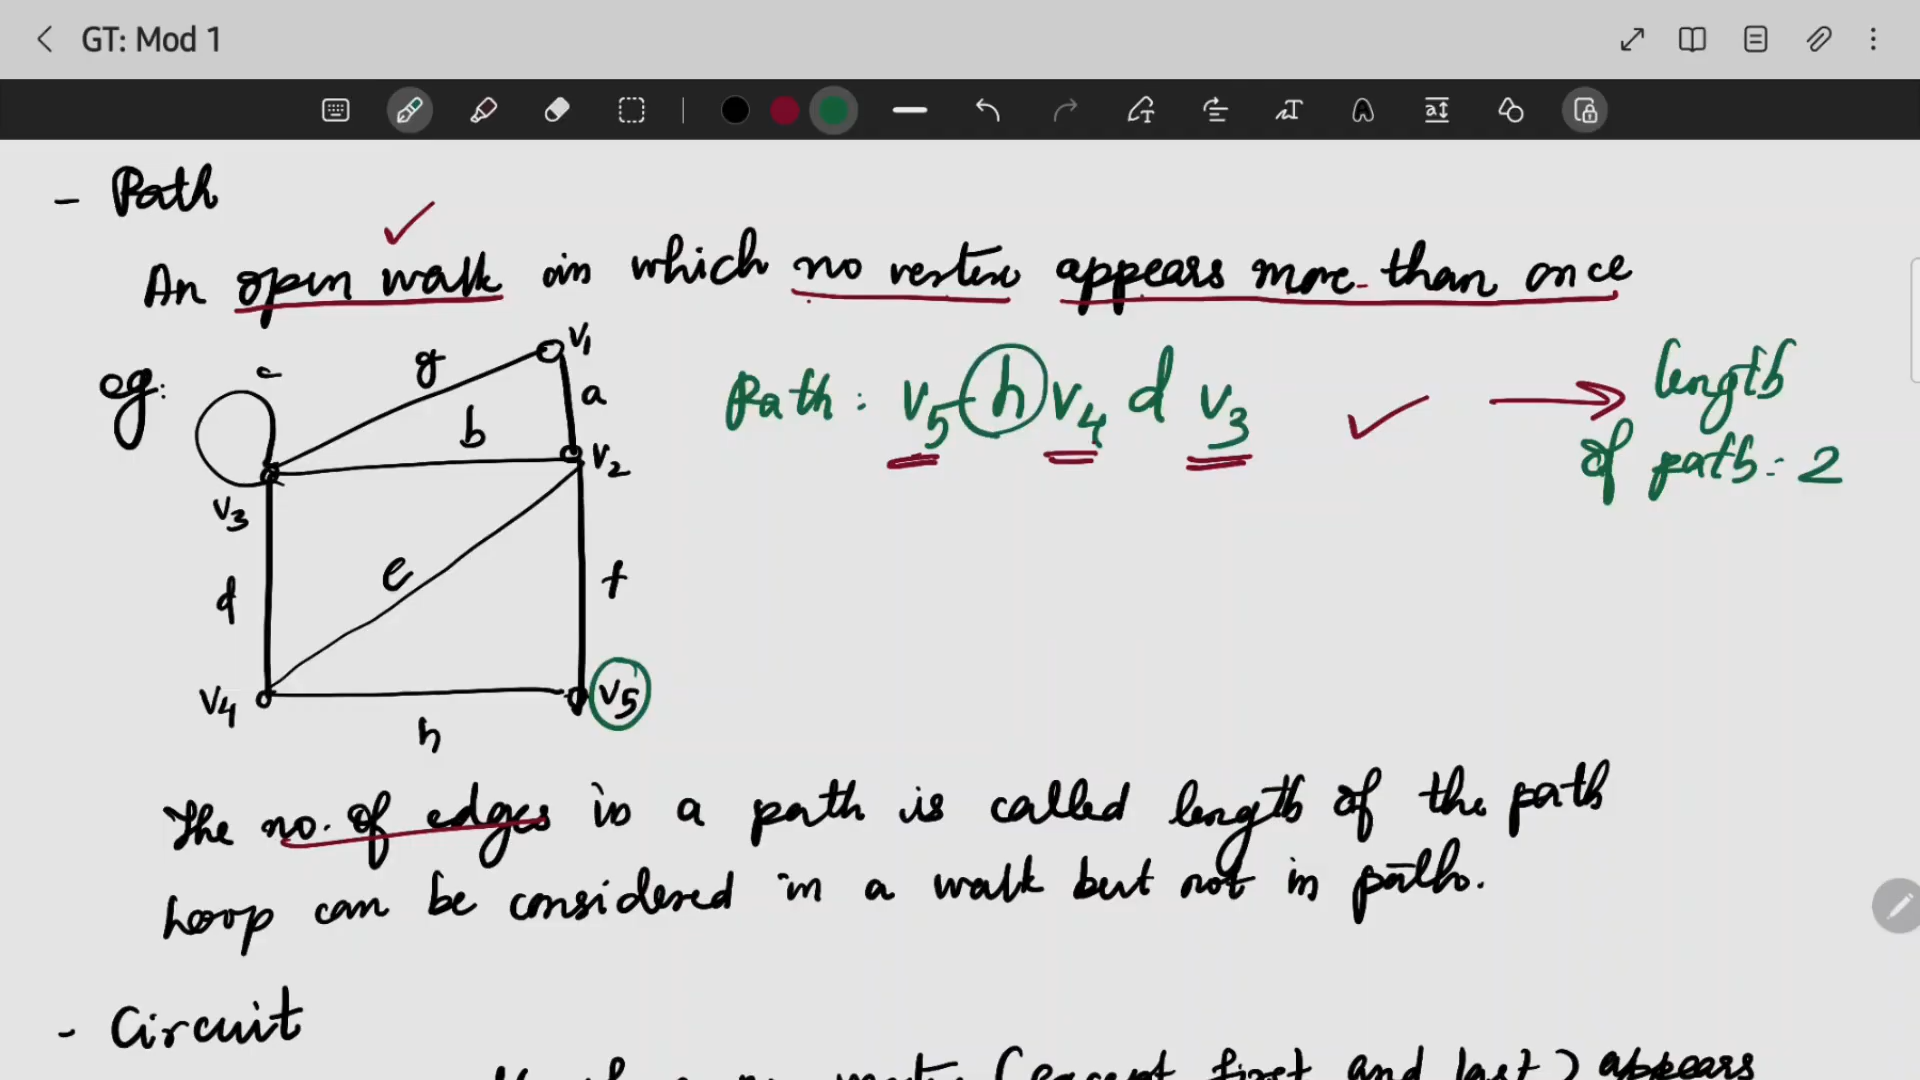 GT: Mod 1
- Path
An open walk in which no vertex appears more than once
eg:
c
g
V1
a
b
V2
V3
e
d
f
V4
V5
h
Path: V5 h V4 d V3
length
of path: 2
The no. of edges in a path is called length of the path
Loop can be considered in a walk but not in path.
- Circuit
(except first and last) appears